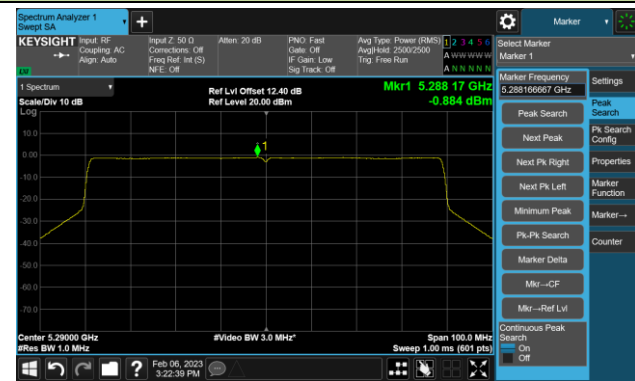 Spectrum Analyzer 1
Swept SA
+
Marker
KEYSIGHT
Input: RF
Coupling: AC
Align: Auto
Input Z: 50 Ω
Corrections: Off
Freq Ref: Int (S)
NFE: Off
Atten: 20 dB
PNO: Fast
Gate: Off
IF Gain: Low
Sig Track: Off
Avg Type: Power (RMS)
Avg|Hold: 2500/2500
Trig: Free Run
1 2 3 4 5 6
A W W W W W
A N N N N N
Select Marker
Marker 1
1 Spectrum
Scale/Div 10 dB
Log
Ref Lvl Offset 12.40 dB
Ref Level 20.00 dBm
Mkr1 5.288 17 GHz
-0.884 dBm
Marker Frequency
5.288166667 GHz
Settings
Peak Search
Peak
Search
Next Peak
Pk Search
Config
Next Pk Right
Properties
Next Pk Left
Marker
Function
Minimum Peak
Marker→
Pk-Pk Search
Counter
Marker Delta
Mkr→CF
Mkr→Ref Lvl
Continuous Peak
Search
On
Off
10.0
0.00
-10.0
-20.0
-30.0
-40.0
-50.0
-60.0
-70.0
1
Center 5.29000 GHz
#Res BW 1.0 MHz
#Video BW 3.0 MHz*
Span 100.0 MHz
Sweep 1.00 ms (601 pts)
?
Feb 06, 2023
3:22:39 PM